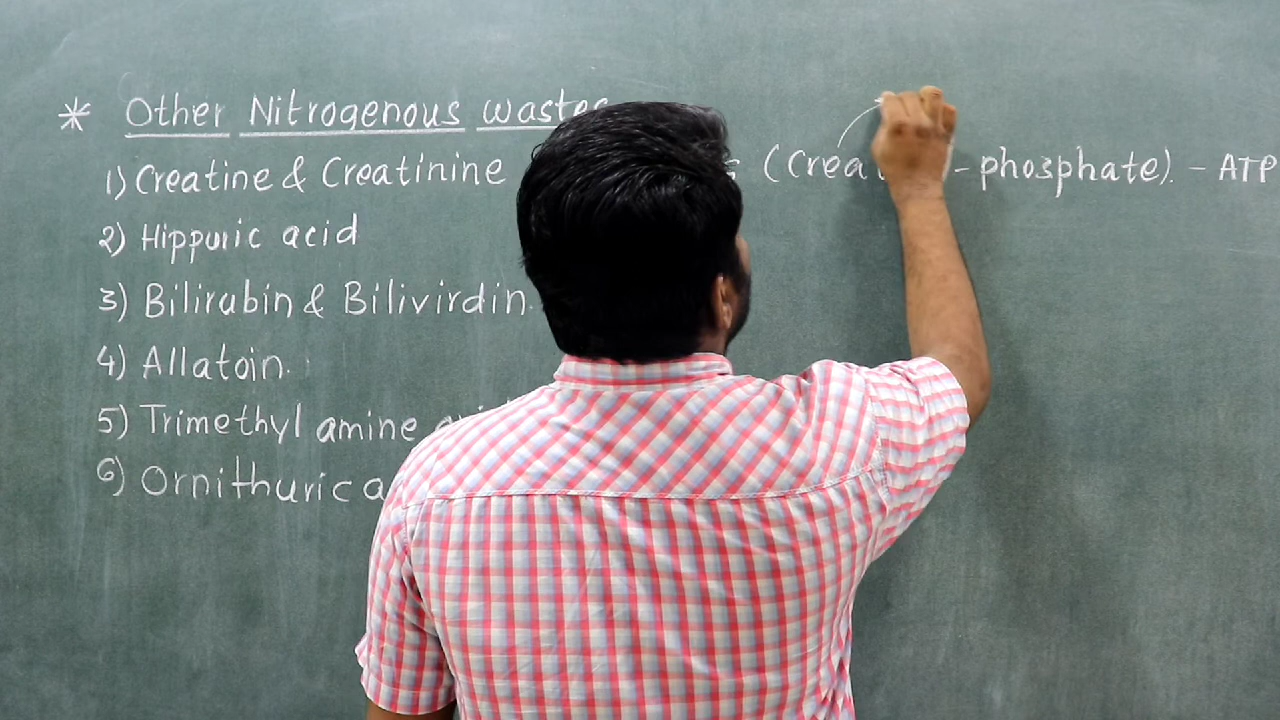 * Other Nitrogenous wastes
1) Creatine & Creatinine (Crea - phosphate). - ATP
2) Hippuric acid
3) Bilirubin & Bilivirdin.
4) Allatoin.
5) Trimethyl amine
6) Ornithuric a